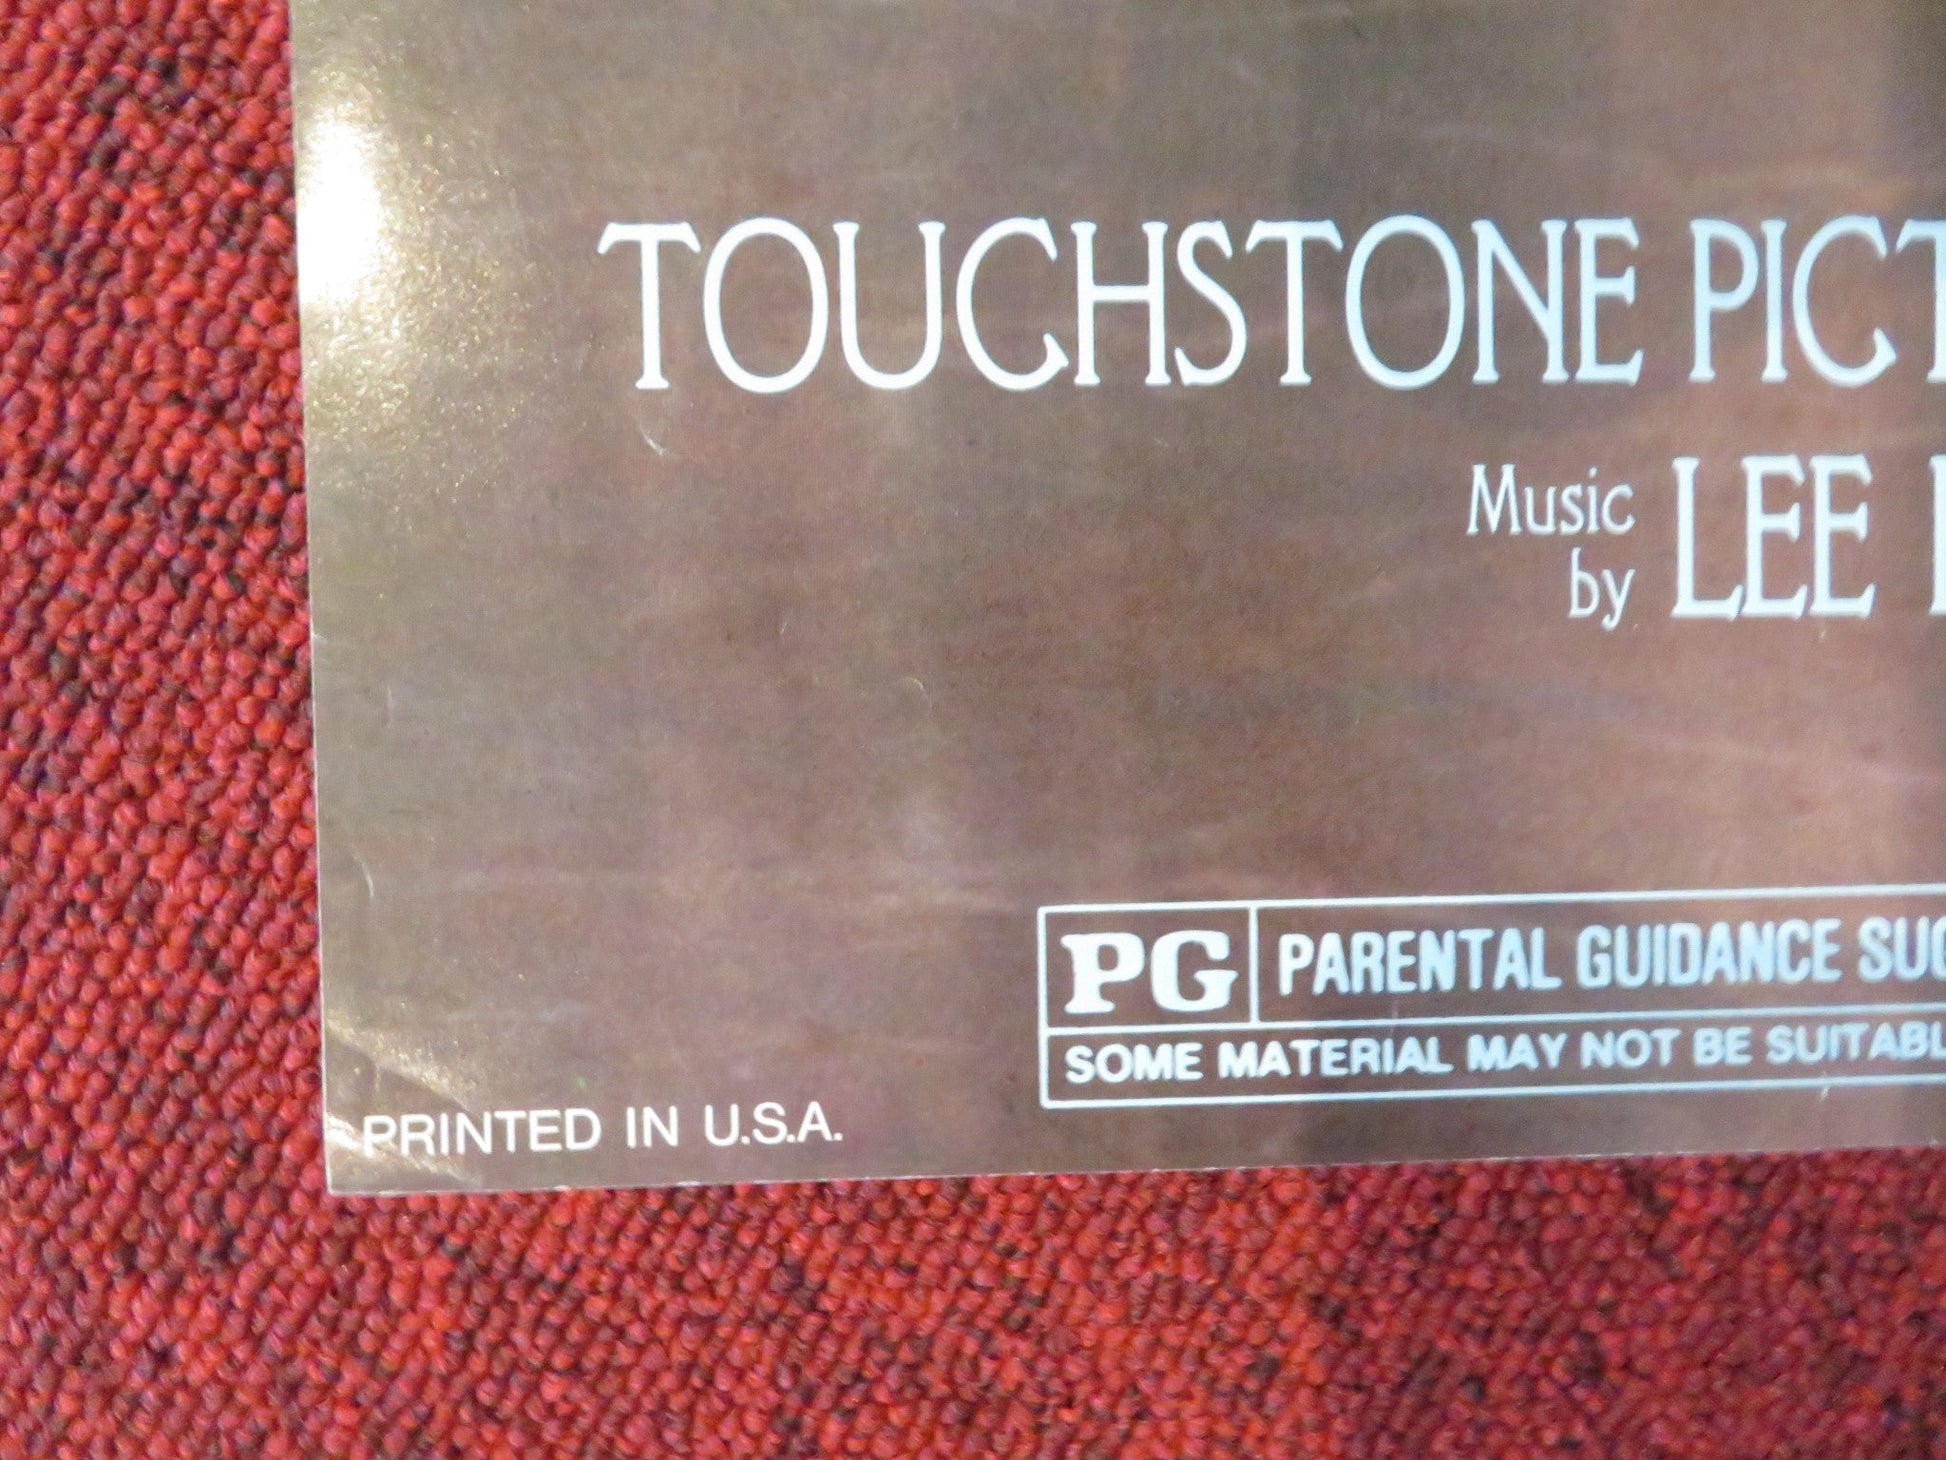 TOUCHSTONE PICT
Music by LEE
PG PARENTAL GUIDANCE SUG
SOME MATERIAL MAY NOT BE SUITABL
PRINTED IN U.S.A.